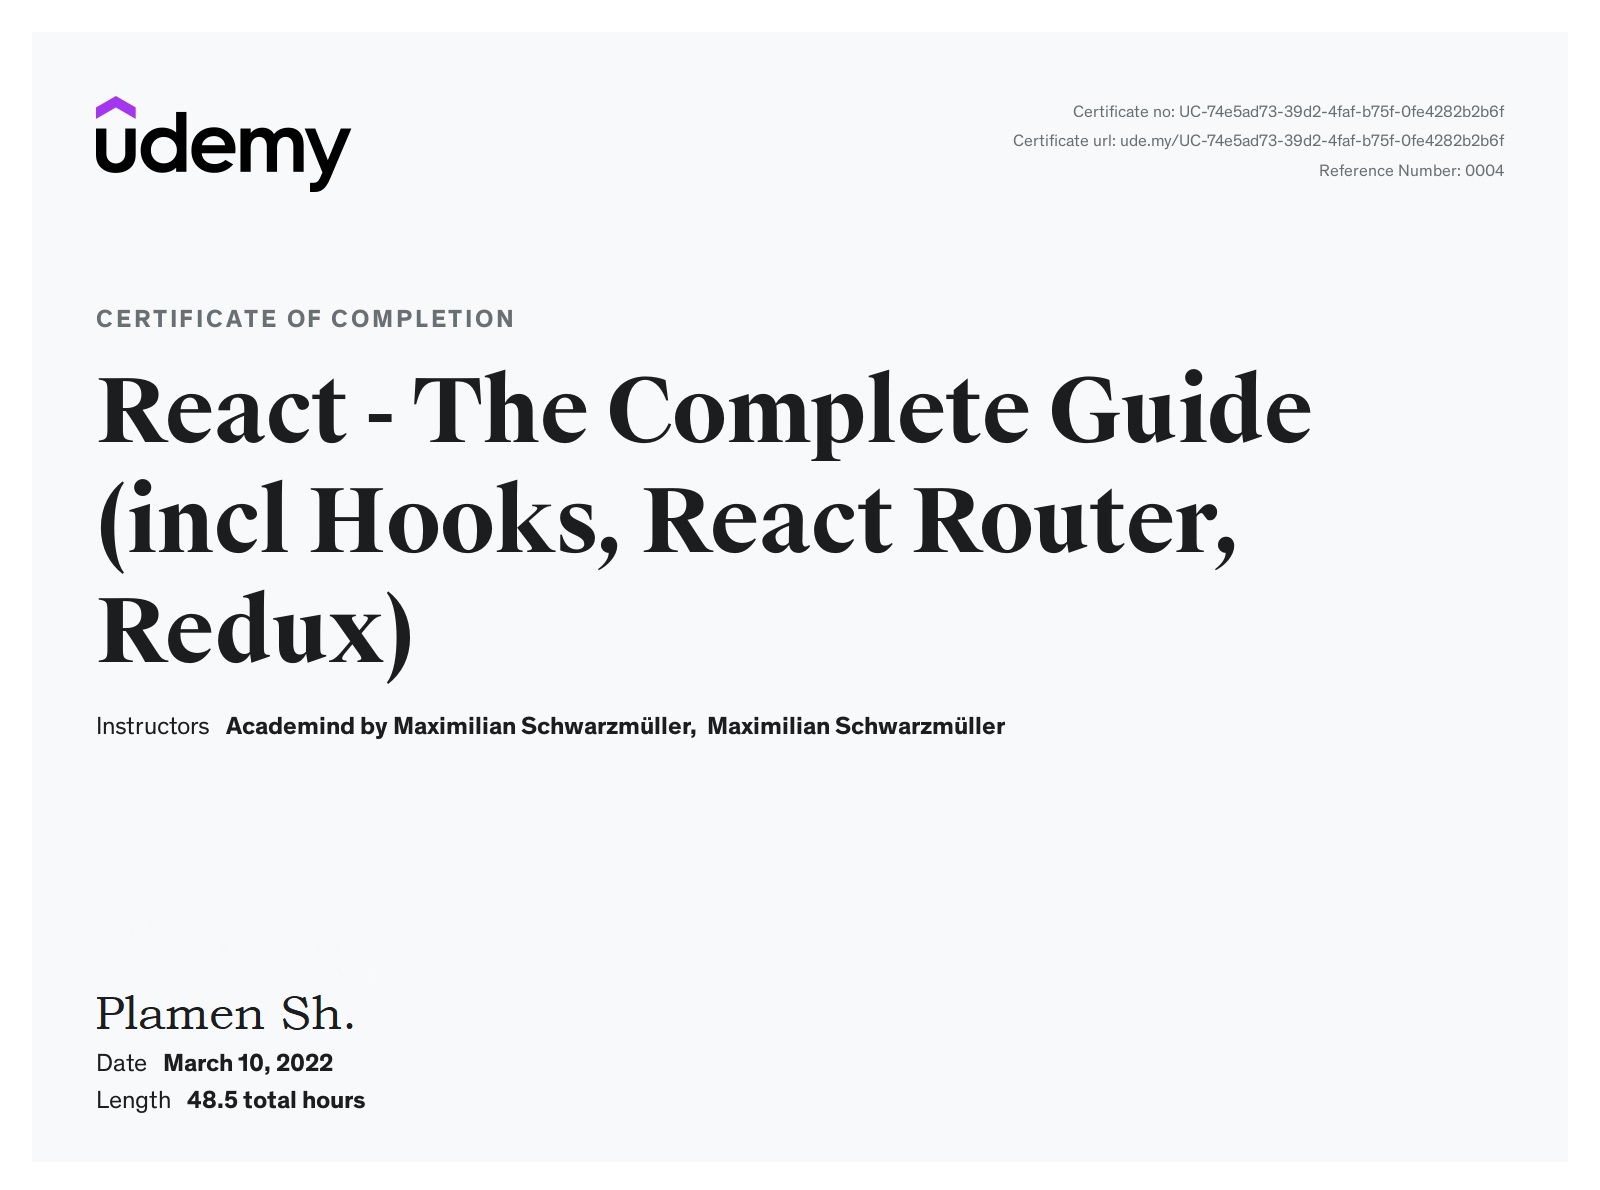 udemy
Certificate no: UC-74e5ad73-39d2-4faf-b75f-0fe4282b2b6f
Certificate url: ude.my/UC-74e5ad73-39d2-4faf-b75f-0fe4282b2b6f
Reference Number: 0004
CERTIFICATE OF COMPLETION
React - The Complete Guide
(incl Hooks, React Router,
Redux)
Instructors Academind by Maximilian Schwarzmüller, Maximilian Schwarzmüller
Plamen Sh.
Date March 10, 2022
Length 48.5 total hours